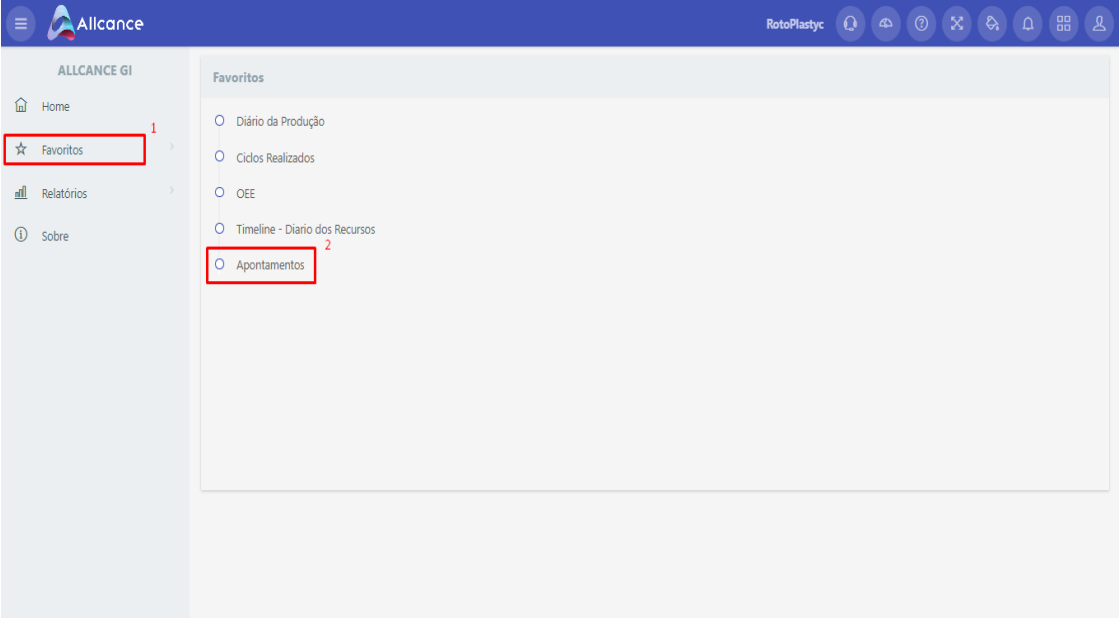 Allcance
RotoPlastyc
ALLCANCE GI
Home
1
Favoritos
Relatórios
Sobre
Favoritos
Diário da Produção
Ciclos Realizados
OEE
Timeline - Diario dos Recursos
2
Apontamentos